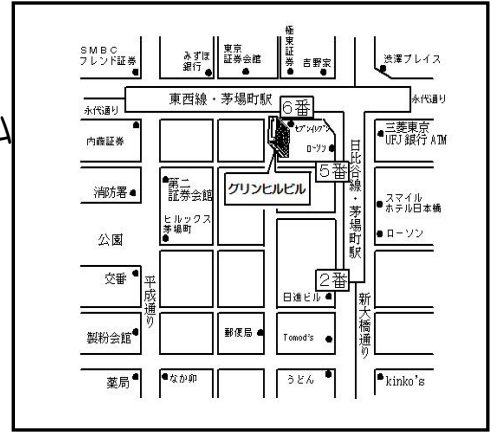 SMBC
フレンド証券
みずほ
銀行
東京
証券会館
極東証券
吉野家
渋澤プレイス
永代通り
東西線・茅場町駅
6番
永代通り
内藤証券
セブンイレブン
ローソン
三菱東京
UFJ銀行ATM
グリンヒルビル
5番
日比谷線・茅場町駅
消防署
第二
証券会館
ヒルックス
茅場町
スマイル
ホテル日本橋
ローソン
公園
交番
平成通り
2番
日進ビル
新大橋通り
製粉会館
郵便局
Tomod's
薬局
なか卯
うどん
kinko's